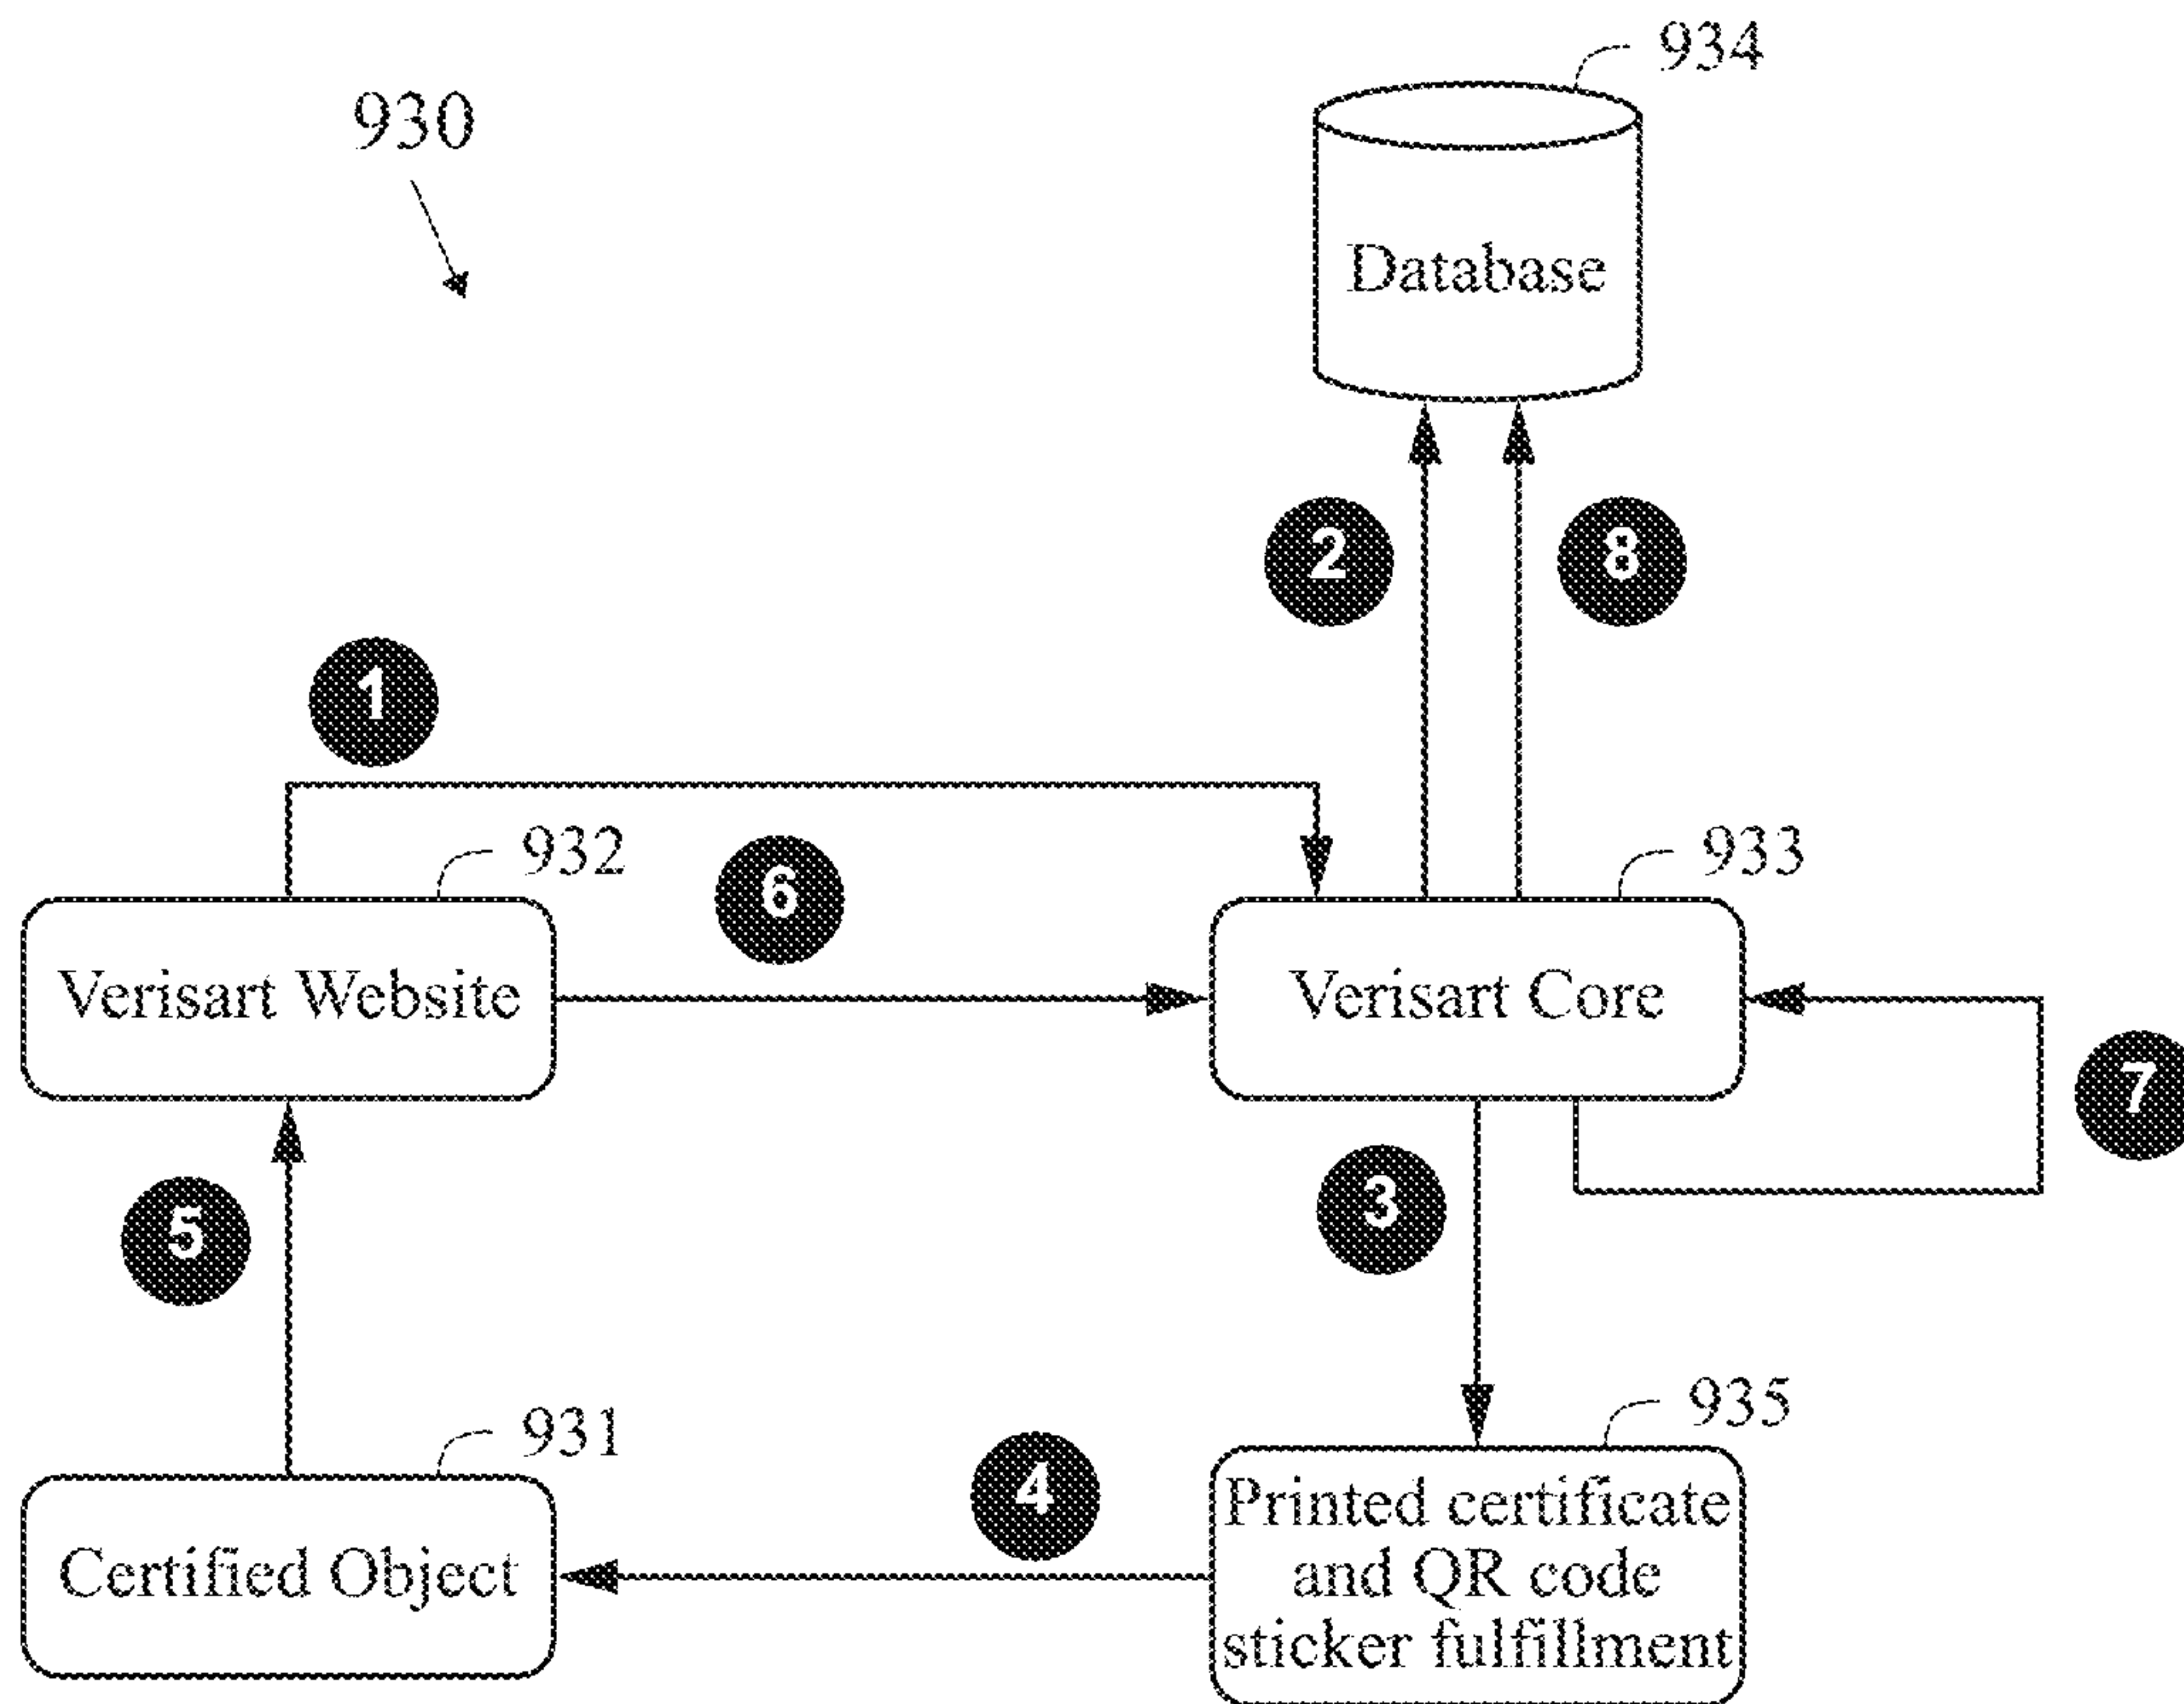 934
930
Database
2
8
1
932
933
6
Verisart Website
Verisart Core
7
3
5
935
931
4
Printed certificate
and QR code
sticker fulfillment
Certified Object